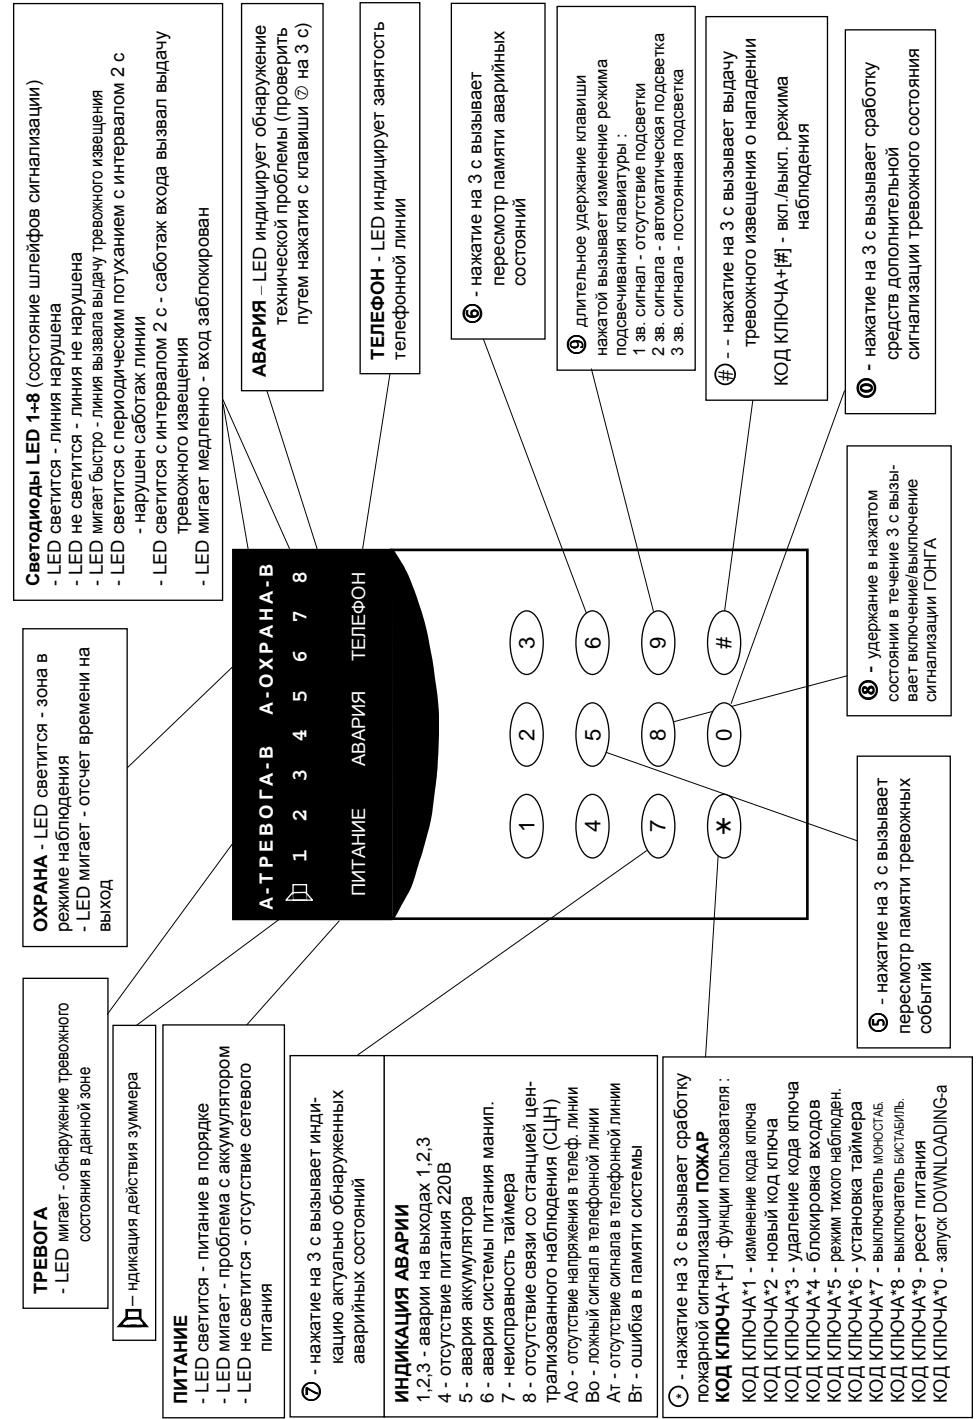 ТРЕВОГА
- LED мигает - обнаружение тревожного
состояния в данной зоне
– ндикация действия зуммера
ПИТАНИЕ
- LED светится - питание в порядке
- LED мигает - проблема с аккумулятором
- LED не светится - отсутствие сетевого
питания
⑦ - нажатие на 3 с вызывает инди-
кацию актуально обнаруженных
аварийных состояний
ИНДИКАЦИЯ АВАРИИ
1,2,3 - аварии на выходах 1,2,3
4 - отсутствие питания 220В
5 - авария аккумулятора
6 - авария системы питания манип.
7 - неисправность таймера
8 - отсутствие связи со станцией цен-
трализованного наблюдения (СЦН)
Ао - отсутствие напряжения в телеф. линии
Во - ложный сигнал в телефонной линии
Ат - отсутствие сигнала в телефонной линии
Вт - ошибка в памяти системы
(*) - нажатие на 3 с вызывает сработку
пожарной сигнализации ПОЖАР
КОД КЛЮЧА+[*] - функции пользователя :
КОД КЛЮЧА*1 - изменение кода ключа
КОД КЛЮЧА*2 - новый код ключа
КОД КЛЮЧА*3 - удаление кода ключа
КОД КЛЮЧА*4 - блокировка входов
КОД КЛЮЧА*5 - режим тихого наблюден.
КОД КЛЮЧА*6 - установка таймера
КОД КЛЮЧА*7 - выключатель МОНОСТАБ.
КОД КЛЮЧА*8 - выключатель БИСТАБИЛЬ.
КОД КЛЮЧА*9 - ресет питания
КОД КЛЮЧА*0 - запуск DOWNLOADING-а
ОХРАНА - LED светится - зона в
режиме наблюдения
- LED мигает - отсчет времени на
выход
А-ТРЕВОГА-В А-ОХРАНА-В
1 2 3 4 5 6 7 8
ПИТАНИЕ АВАРИЯ ТЕЛЕФОН
1 2 3
4 5 6
7 8 9
* 0 #
⑤ - нажатие на 3 с вызывает
пересмотр памяти тревожных
событий
⑧ - удержание в нажатом
состоянии в течение 3 с вызы-
вает включение/выключение
сигнализации ГОНГА
Светодиоды LED 1÷8 (состояние шлейфов сигнализации)
- LED светится - линия нарушена
- LED не светится - линия не нарушена
- LED мигает быстро - линия вызвала выдачу тревожного извещения
- LED светится с периодическим потуханием с интервалом 2 с
- нарушен саботаж линии
- LED светится с интервалом 2 с - саботаж входа вызвал выдачу
тревожного извещения
- LED мигает медленно - вход заблокирован
АВАРИЯ – LED индицирует обнаружение
технической проблемы (проверить
путем нажатия с клавиши ⑦ на 3 с)
ТЕЛЕФОН - LED индицирует занятость
телефонной линии
⑥ - нажатие на 3 с вызывает
пересмотр памяти аварийных
состояний
⑨ длительное удержание клавиши
нажатой вызывает изменение режима
подсвечивания клавиатуры :
1 зв. сигнал - отсутствие подсветки
2 зв. сигнала - автоматическая подсветка
3 зв. сигнала - постоянная подсветка
(#) - - нажатие на 3 с вызывает выдачу
тревожного извещения о нападении
КОД КЛЮЧА+[#] - вкл./выкл. режима
наблюдения
⓪ - нажатие на 3 с вызывает сработку
средств дополнительной
сигнализации тревожного состояния